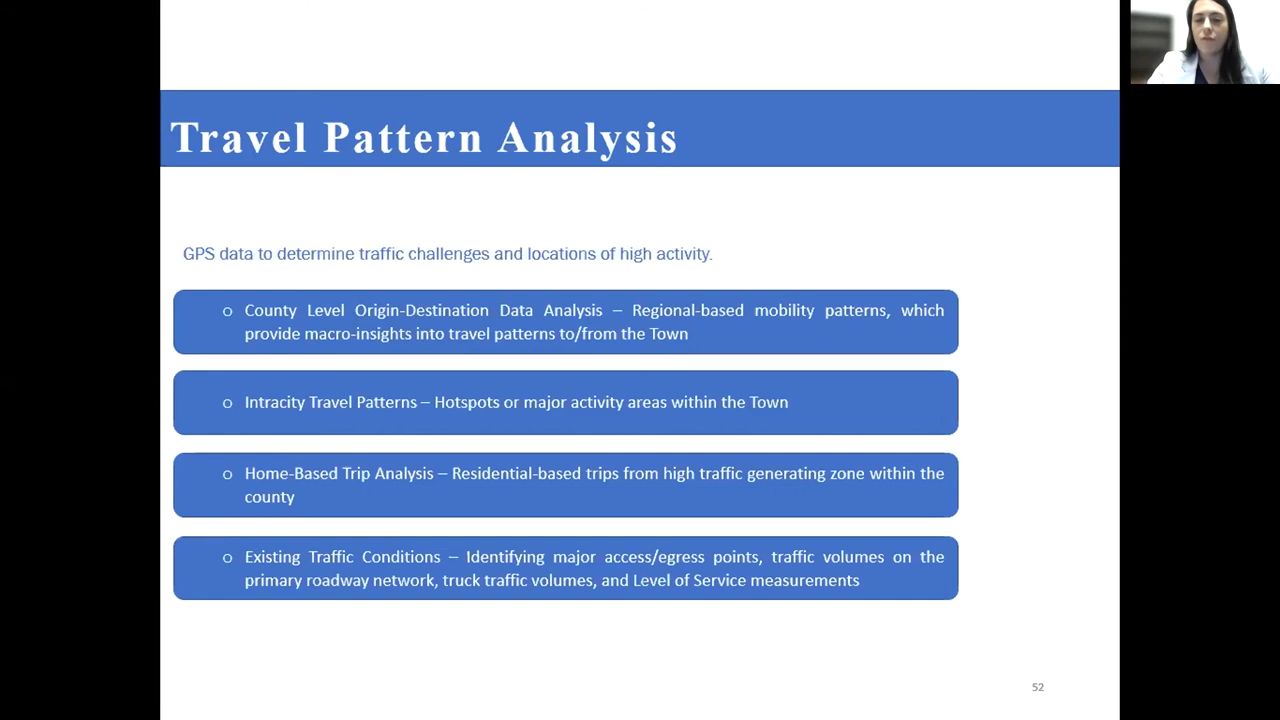 Travel Pattern Analysis
GPS data to determine traffic challenges and locations of high activity.
o County Level Origin-Destination Data Analysis – Regional-based mobility patterns, which
provide macro-insights into travel patterns to/from the Town
o Intracity Travel Patterns – Hotspots or major activity areas within the Town
o Home-Based Trip Analysis – Residential-based trips from high traffic generating zone within the
county
o Existing Traffic Conditions – Identifying major access/egress points, traffic volumes on the
primary roadway network, truck traffic volumes, and Level of Service measurements
52